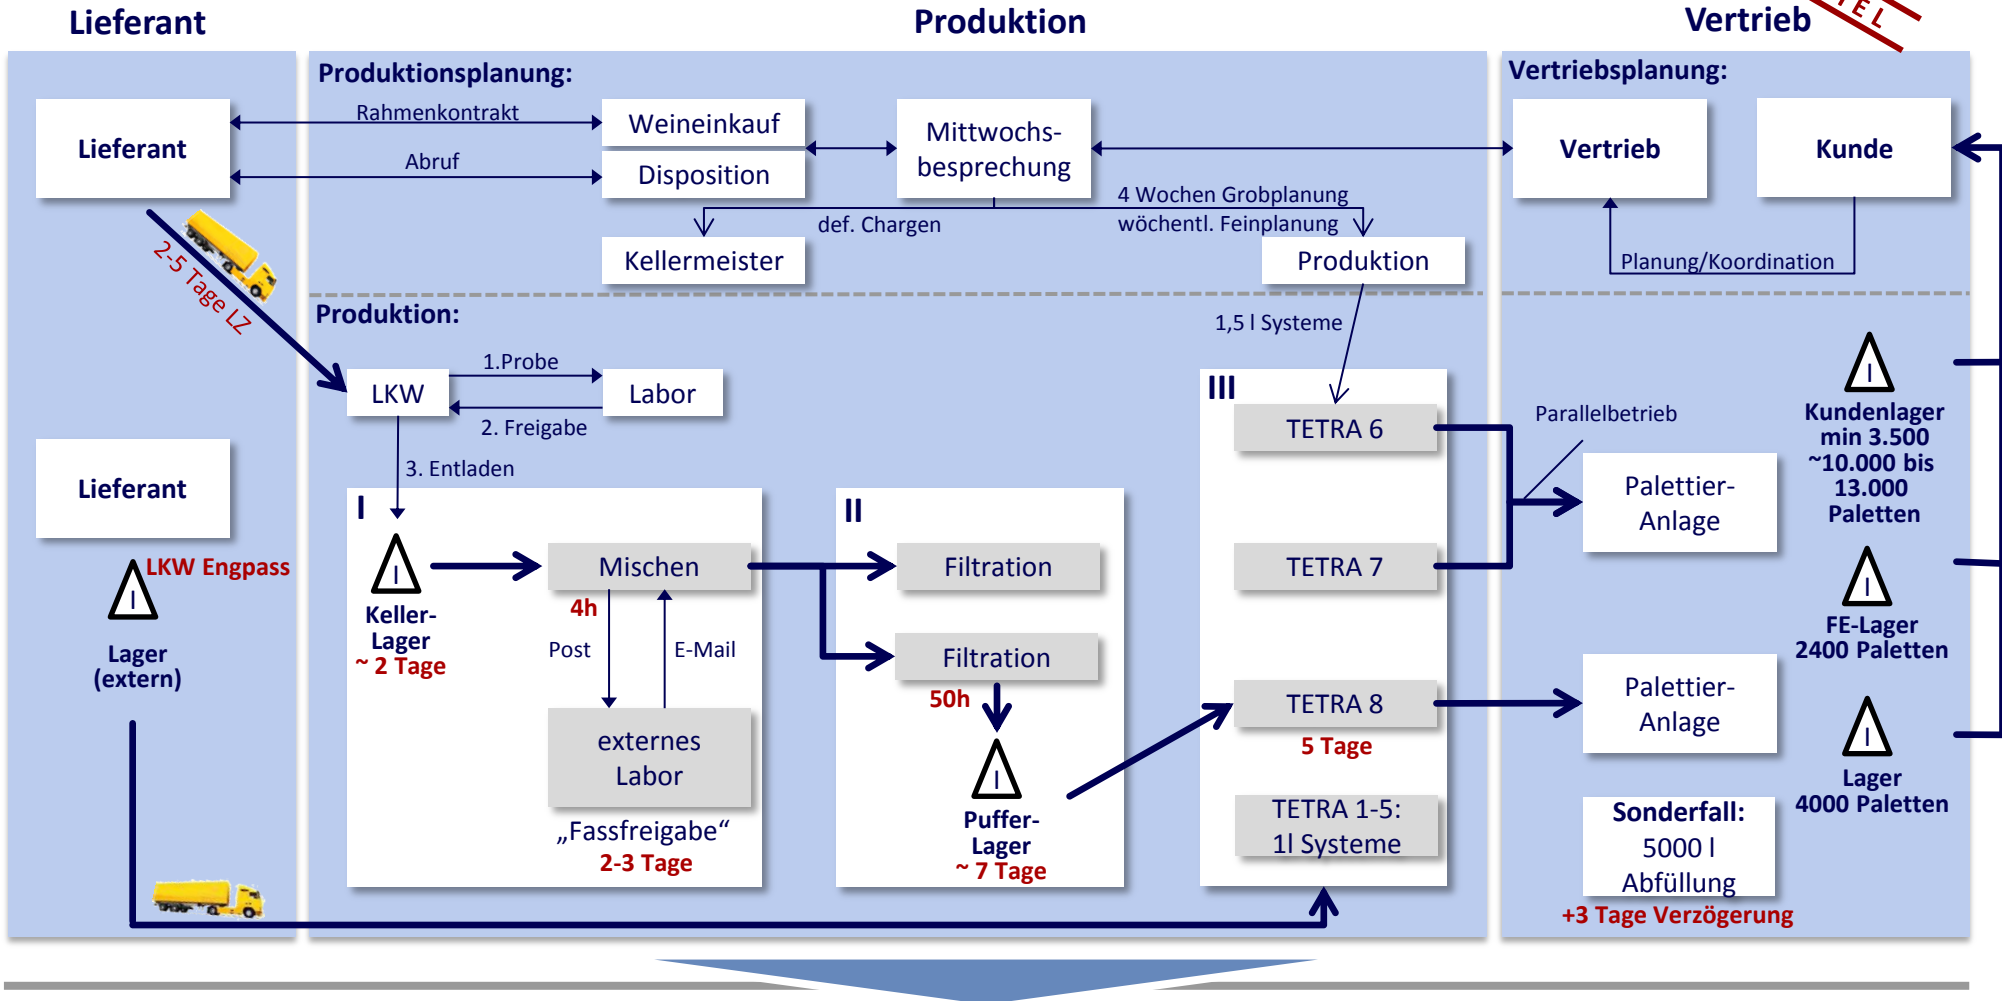 Lieferant
Produktion
Vertrieb
Produktionsplanung:
Vertriebsplanung:
Lieferant
Rahmenkontrakt
Abruf
Weineinkauf
Disposition
Mittwochs-
besprechung
Vertrieb
Kunde
4 Wochen Grobplanung
def. Chargen
wöchentl. Feinplanung
Kellermeister
Produktion
Planung/Koordination
2-5 Tage LZ
Produktion:
1,5 l Systeme
LKW
1.Probe
Labor
2. Freigabe
3. Entladen
Lieferant
LKW Engpass
I
Lager
(extern)
I
I
Keller-
Lager
~ 2 Tage
Mischen
4h
Post
E-Mail
externes
Labor
„Fassfreigabe“
2-3 Tage
II
Filtration
Filtration
50h
I
Puffer-
Lager
~ 7 Tage
III
TETRA 6
TETRA 7
TETRA 8
5 Tage
TETRA 1-5:
1l Systeme
Parallelbetrieb
Palettier-
Anlage
Palettier-
Anlage
Sonderfall:
5000 l
Abfüllung
+3 Tage Verzögerung
I
Kundenlager
min 3.500
~10.000 bis
13.000
Paletten
I
FE-Lager
2400 Paletten
I
Lager
4000 Paletten